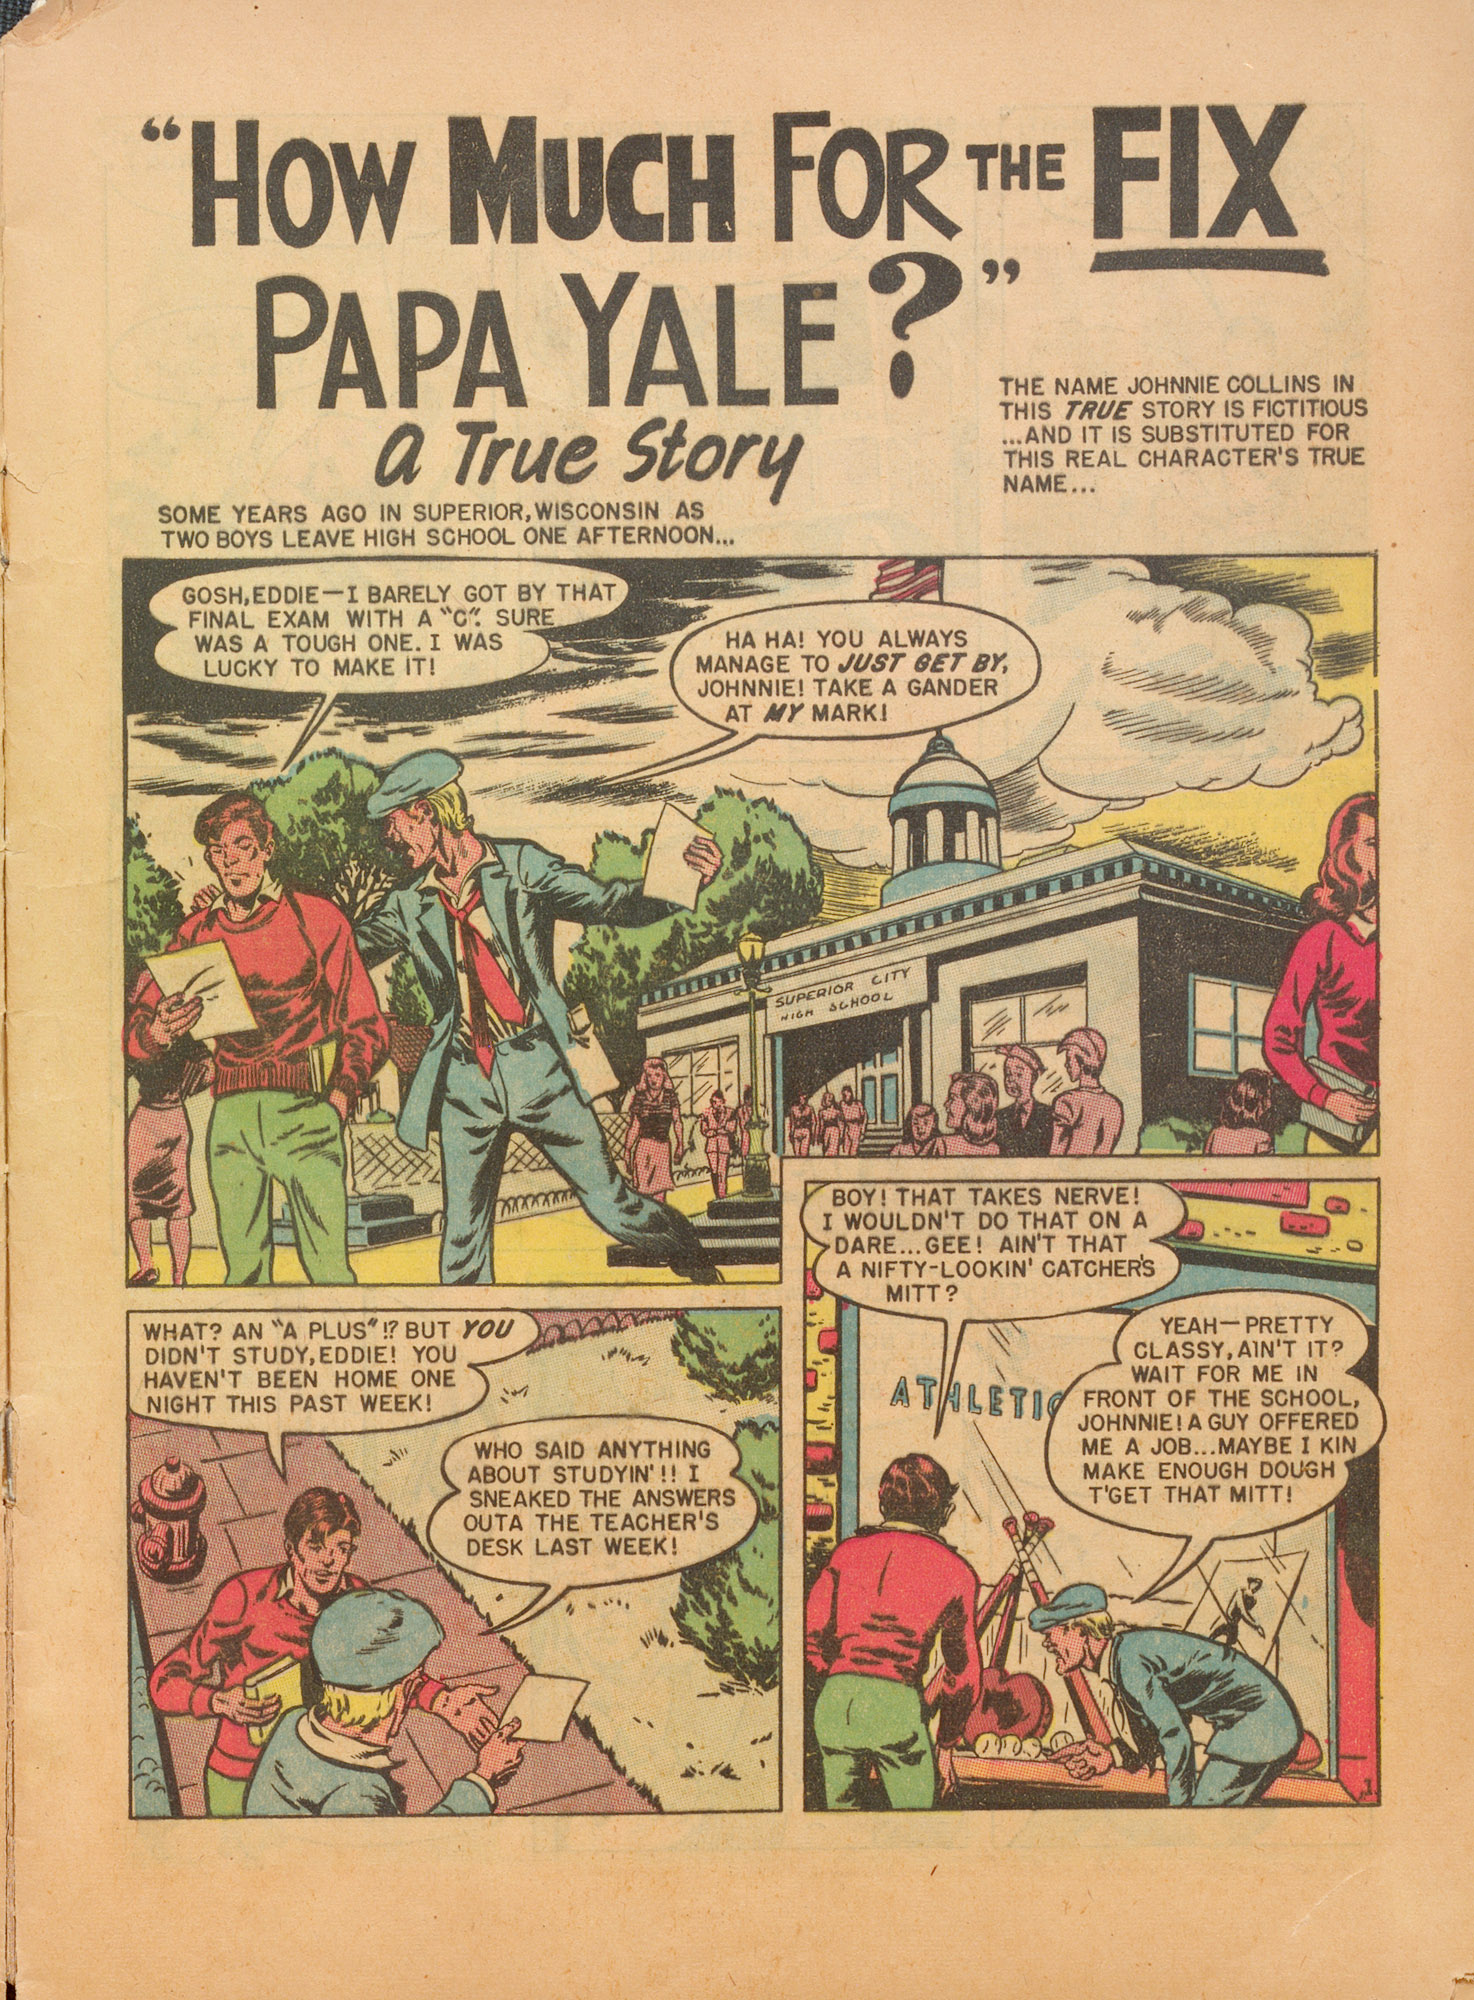 "HOW MUCH FOR THE FIX
PAPA YALE?"
a True Story
THE NAME JOHNNIE COLLINS IN
THIS TRUE STORY IS FICTITIOUS
...AND IT IS SUBSTITUTED FOR
THIS REAL CHARACTER'S TRUE
NAME...
SOME YEARS AGO IN SUPERIOR, WISCONSIN AS
TWO BOYS LEAVE HIGH SCHOOL ONE AFTERNOON...
GOSH, EDDIE—I BARELY GOT BY THAT
FINAL EXAM WITH A "C". SURE
WAS A TOUGH ONE. I WAS
LUCKY TO MAKE IT!
HA HA! YOU ALWAYS
MANAGE TO JUST GET BY,
JOHNNIE! TAKE A GANDER
AT MY MARK!
SUPERIOR CITY
HIGH SCHOOL
WHAT? AN "A PLUS"!? BUT YOU
DIDN'T STUDY, EDDIE! YOU
HAVEN'T BEEN HOME ONE
NIGHT THIS PAST WEEK!
WHO SAID ANYTHING
ABOUT STUDYIN'!! I
SNEAKED THE ANSWERS
OUTA THE TEACHER'S
DESK LAST WEEK!
BOY! THAT TAKES NERVE!
I WOULDN'T DO THAT ON A
DARE...GEE! AIN'T THAT
A NIFTY-LOOKIN' CATCHER'S
MITT?
YEAH—PRETTY
CLASSY, AIN'T IT?
WAIT FOR ME IN
FRONT OF THE SCHOOL,
JOHNNIE! A GUY OFFERED
ME A JOB...MAYBE I KIN
MAKE ENOUGH DOUGH
T'GET THAT MITT!
ATHLETIC
1